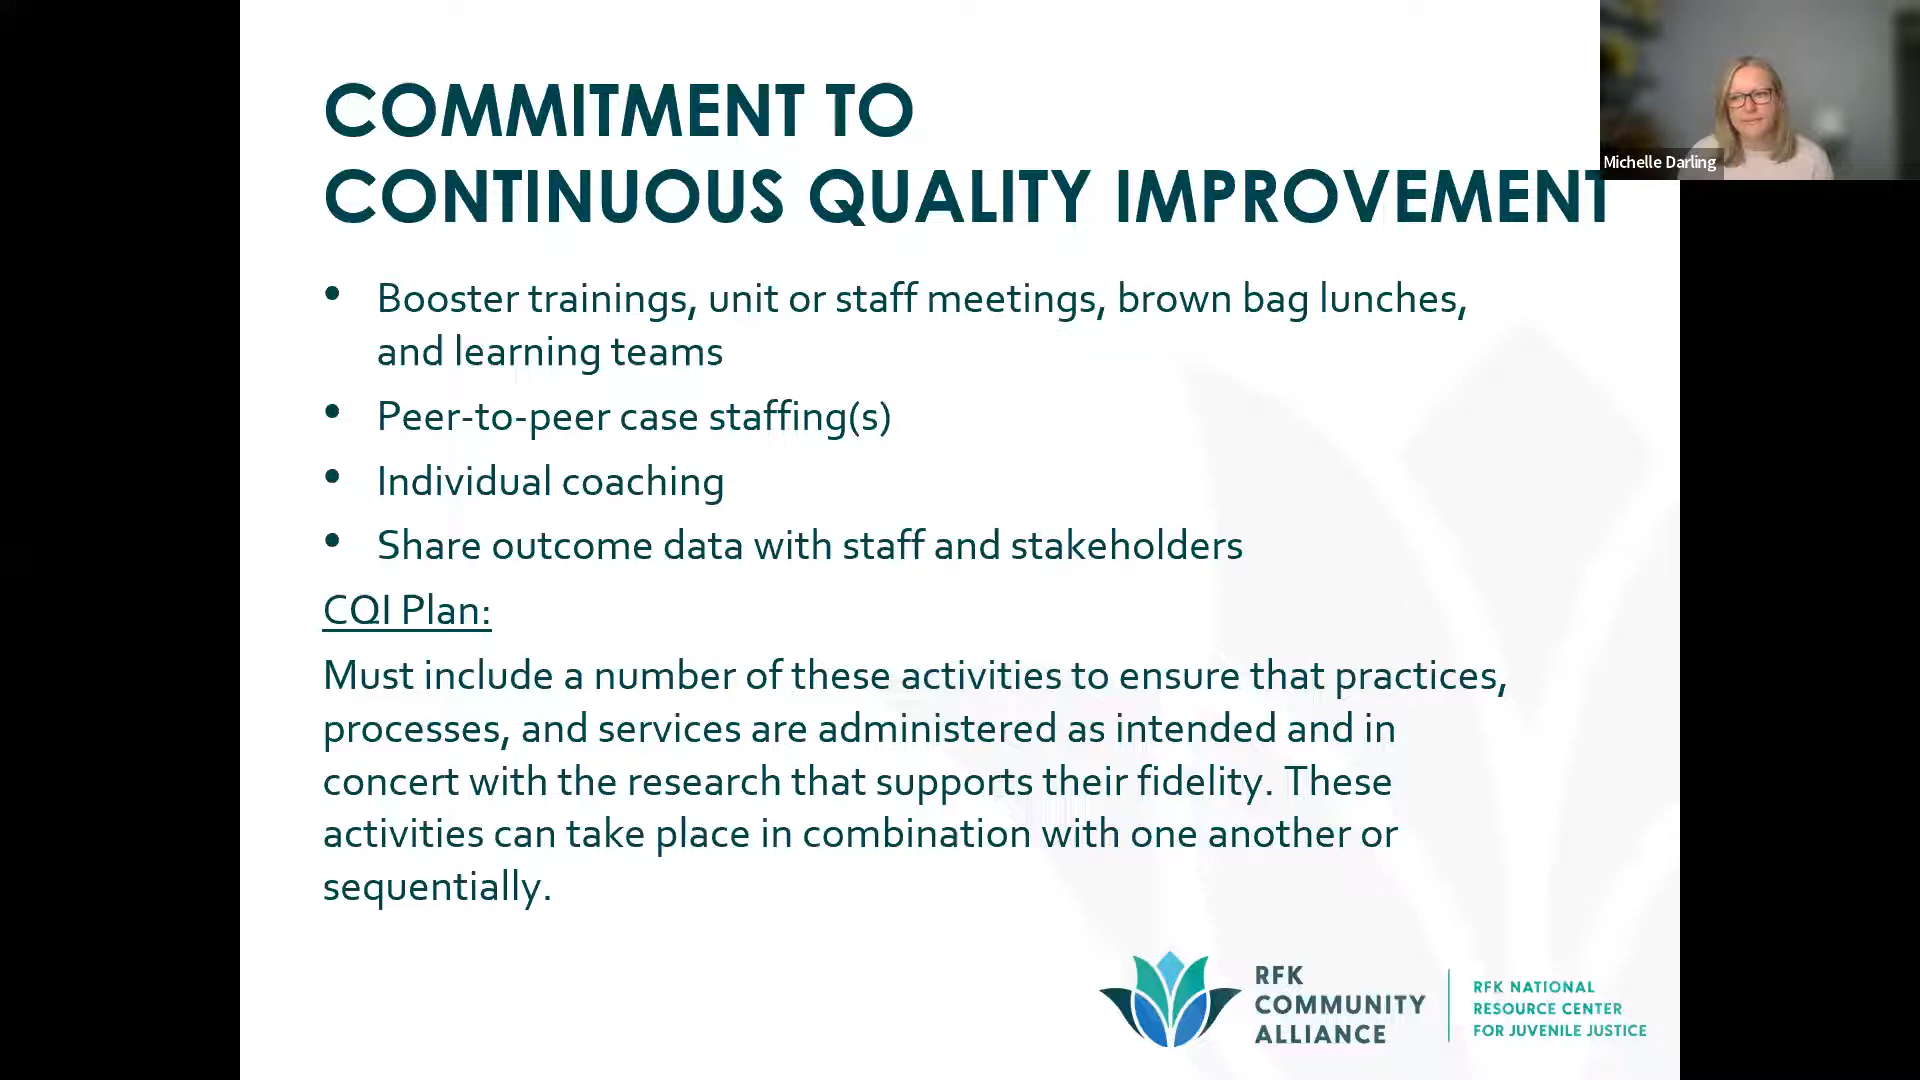 COMMITMENT TO
CONTINUOUS QUALITY IMPROVEMENT
Michelle Darling
• Booster trainings, unit or staff meetings, brown bag lunches,
and learning teams
• Peer-to-peer case staffing(s)
• Individual coaching
• Share outcome data with staff and stakeholders
CQI Plan:
Must include a number of these activities to ensure that practices,
processes, and services are administered as intended and in
concert with the research that supports their fidelity. These
activities can take place in combination with one another or
sequentially.
RFK
COMMUNITY
ALLIANCE
RFK NATIONAL
RESOURCE CENTER
FOR JUVENILE JUSTICE